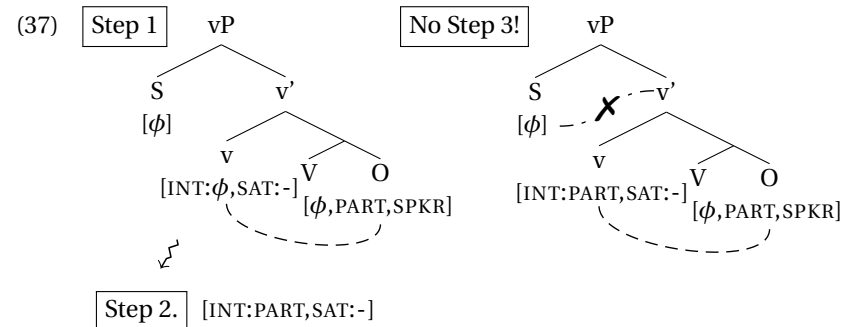 (37) Step 1 vP No Step 3! vP
S v' S v'
[ϕ] [ϕ] ✗
v V O v V O
[INT:ϕ,SAT:-] [ϕ,PART,SPKR] [INT:PART,SAT:-] [ϕ,PART,SPKR]
Step 2. [INT:PART,SAT:-]